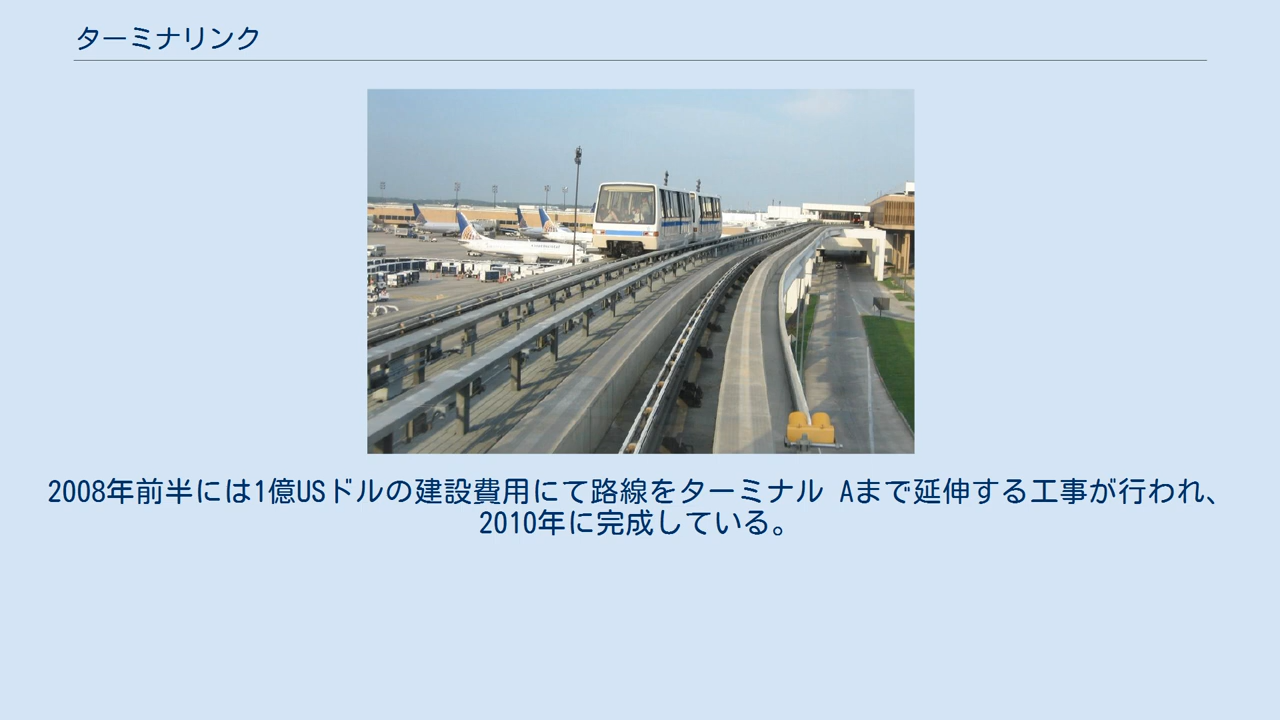 ターミナリンク
2008年前半には1億USドルの建設費用にて路線をターミナル Aまで延伸する工事が行われ、
2010年に完成している。